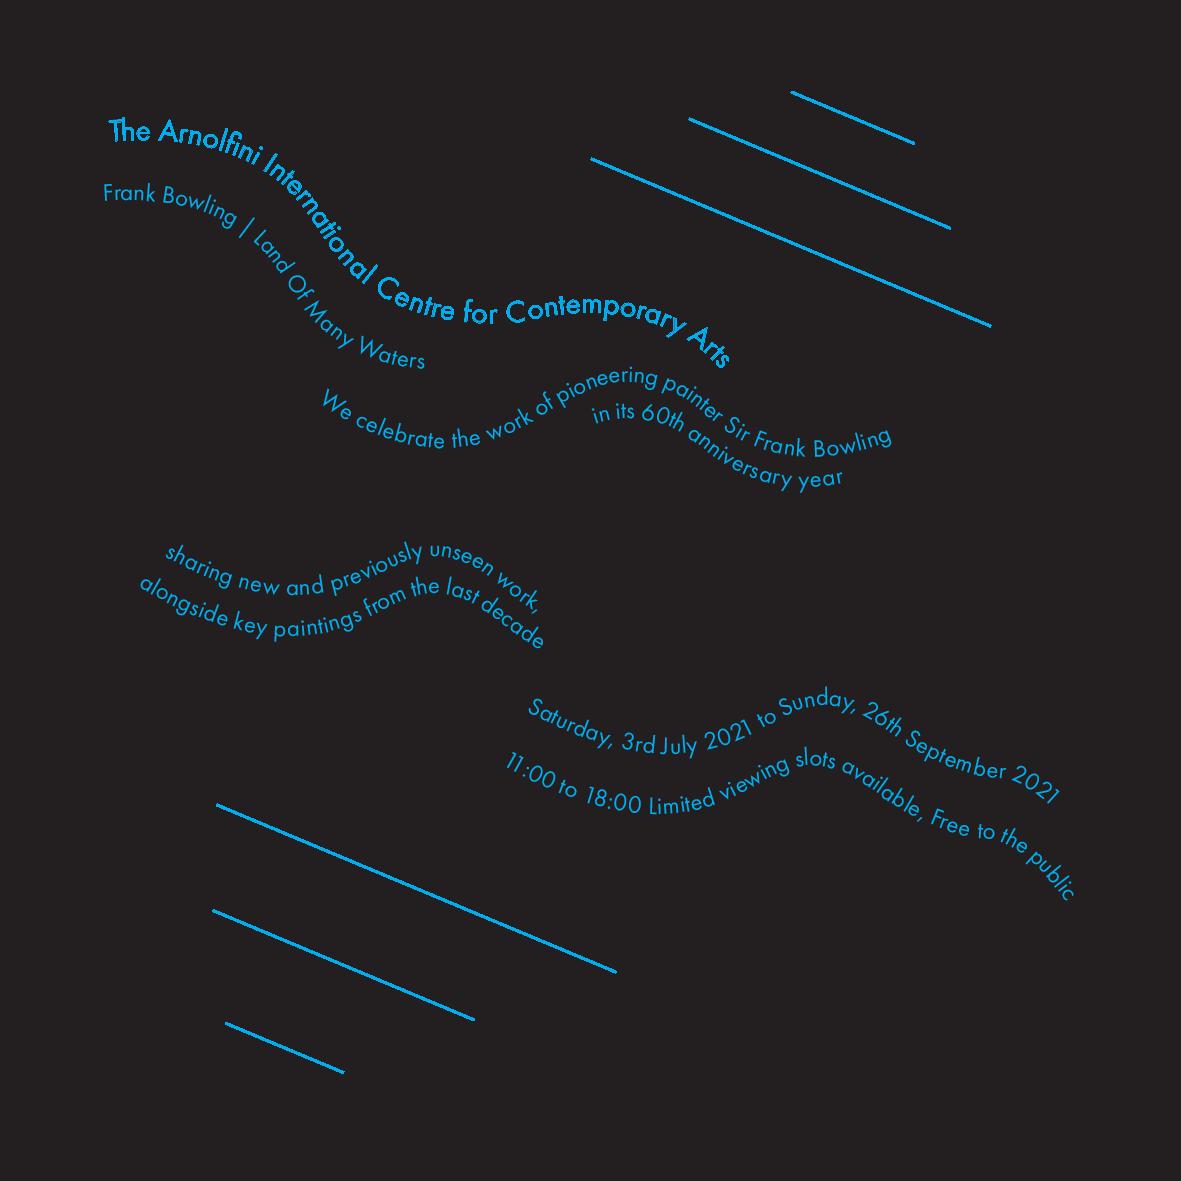 The Arnolfini International Centre for Contemporary Arts
Frank Bowling | Land Of Many Waters
We celebrate the work of pioneering painter Sir Frank Bowling
in its 60th anniversary year
sharing new and previously unseen work,
alongside key paintings from the last decade
Saturday, 3rd July 2021 to Sunday, 26th September 2021
11:00 to 18:00 Limited viewing slots available, Free to the public